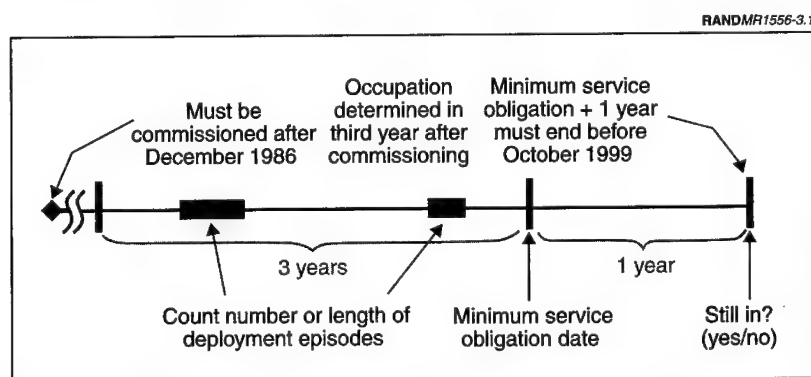 RANDMR1556-3.1
Must be
commissioned after
December 1986
Occupation
determined in
third year after
commissioning
Minimum service
obligation + 1 year
must end before
October 1999
3 years
1 year
Count number or length of
deployment episodes
Minimum service
obligation date
Still in?
(yes/no)